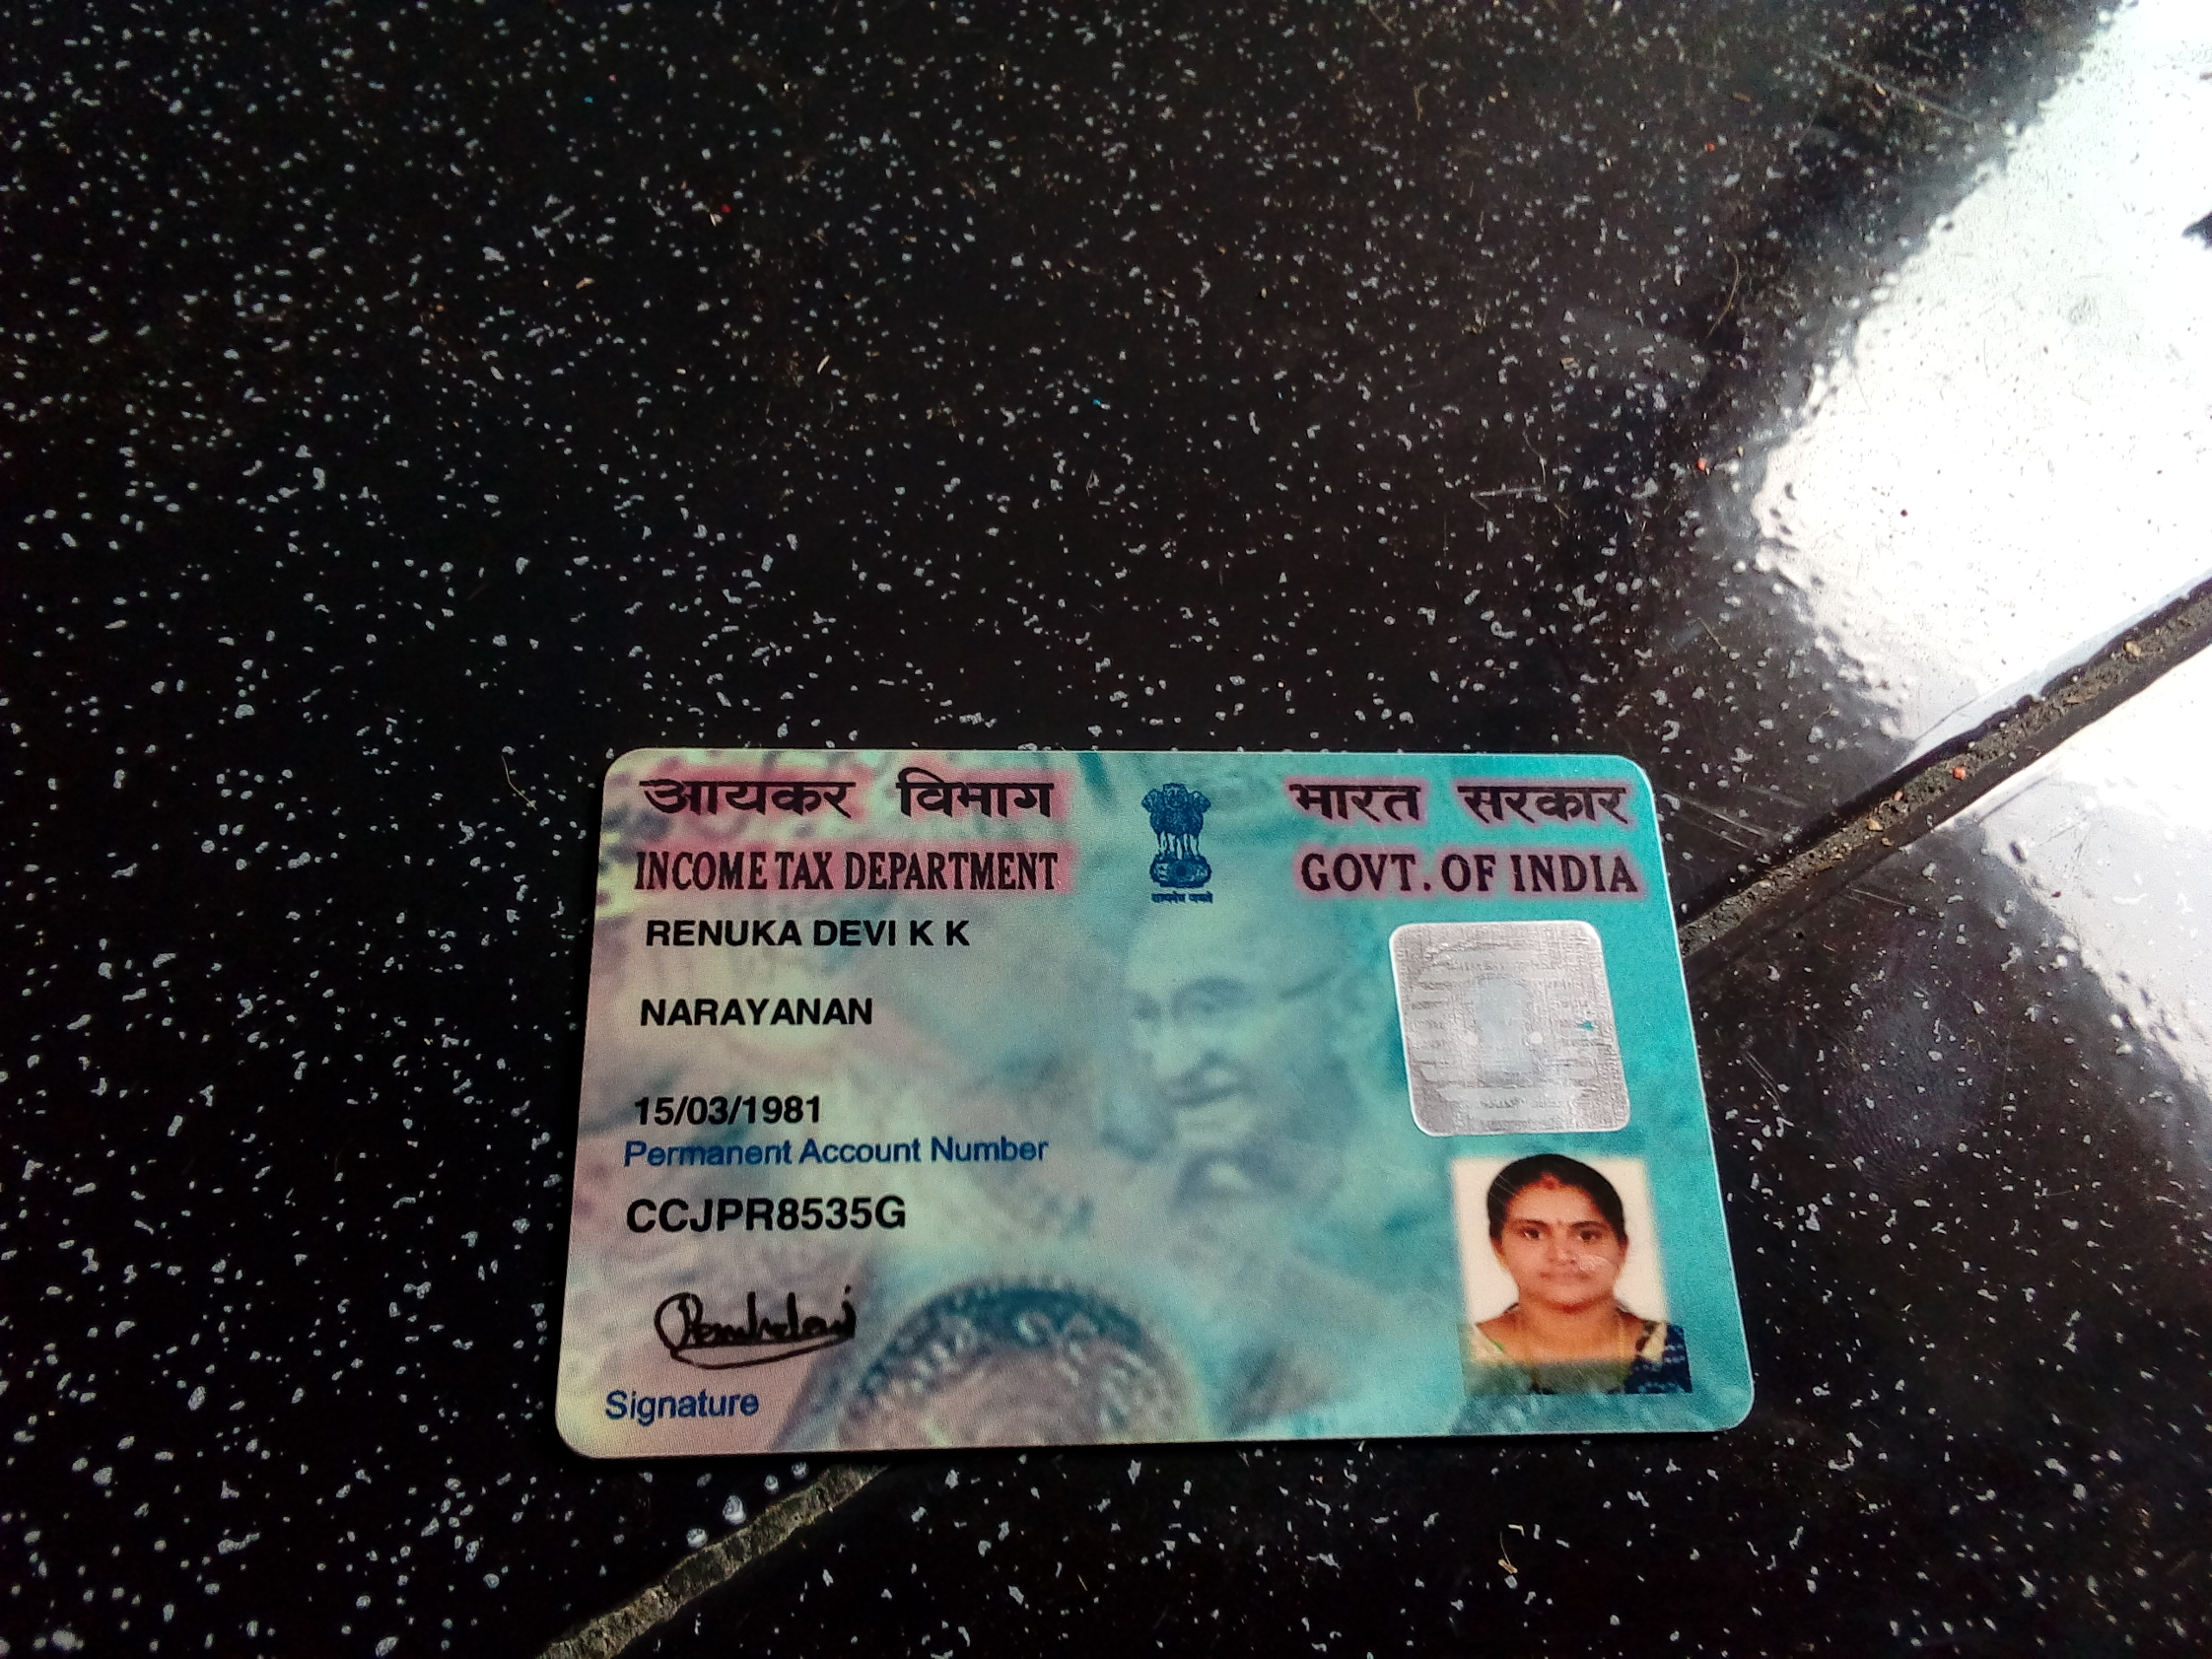 आयकर विभाग
भारत सरकार
INCOME TAX DEPARTMENT
GOVT. OF INDIA
सत्यमेव जयते
RENUKA DEVI K K
NARAYANAN
15/03/1981
Permanent Account Number
CCJPR8535G
Renukadevi
Signature